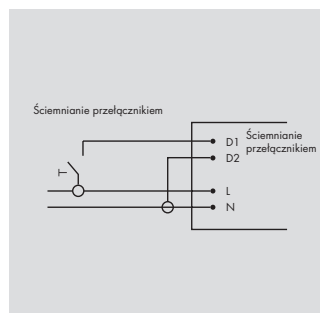 Ściemnianie przełącznikiem
D1
Ściemnianie
przełącznikiem
D2
L
N